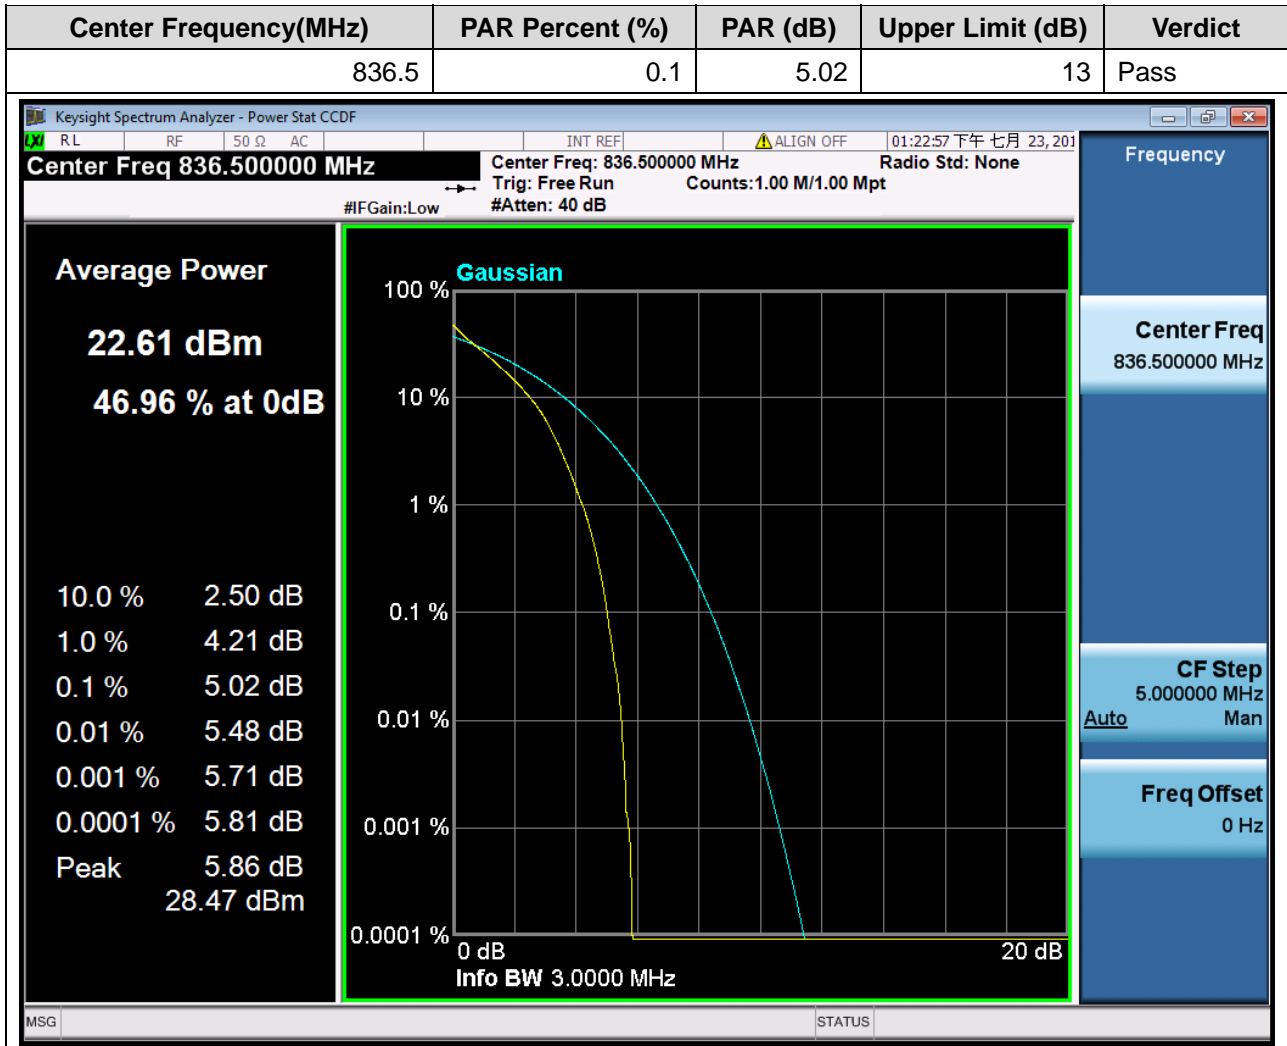 Center Frequency(MHz) PAR Percent (%) PAR (dB) Upper Limit (dB) Verdict
836.5 0.1 5.02 13 Pass
Keysight Spectrum Analyzer - Power Stat CCDF
LXI RL RF 50 Ω AC INT REF ALIGN OFF 01:22:57 下午 七月 23, 201
Center Freq 836.500000 MHz
#IFGain:Low
Center Freq: 836.500000 MHz Radio Std: None
Trig: Free Run Counts:1.00 M/1.00 Mpt
#Atten: 40 dB
Frequency
Average Power
22.61 dBm
46.96 % at 0dB
10.0 % 2.50 dB
1.0 % 4.21 dB
0.1 % 5.02 dB
0.01 % 5.48 dB
0.001 % 5.71 dB
0.0001 % 5.81 dB
Peak 5.86 dB
28.47 dBm
Gaussian
100 %
10 %
1 %
0.1 %
0.01 %
0.001 %
0.0001 %
0 dB 20 dB
Info BW 3.0000 MHz
Center Freq
836.500000 MHz
CF Step
5.000000 MHz
Auto Man
Freq Offset
0 Hz
MSG STATUS